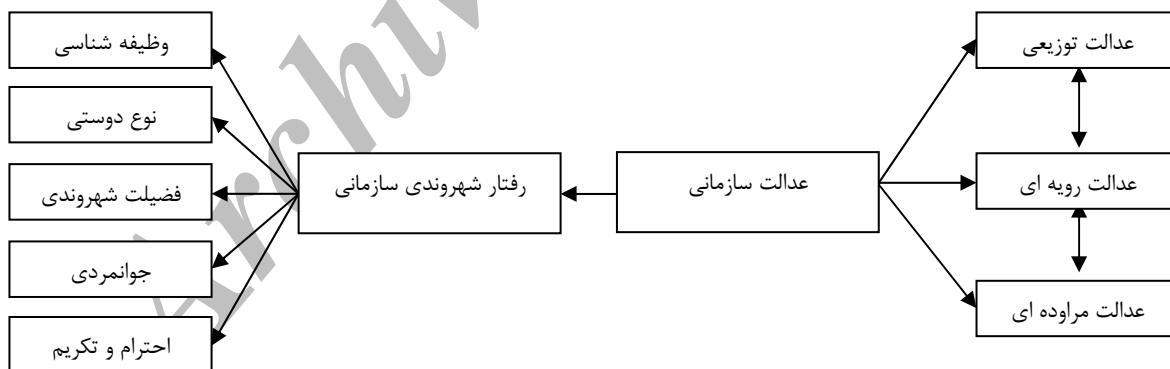 عدالت توزیعی
عدالت رویه ای
عدالت مراوده ای
عدالت سازمانی
رفتار شهروندی سازمانی
وظیفه شناسی
نوع دوستی
فضیلت شهروندی
جوانمردی
احترام و تکریم
Archiv